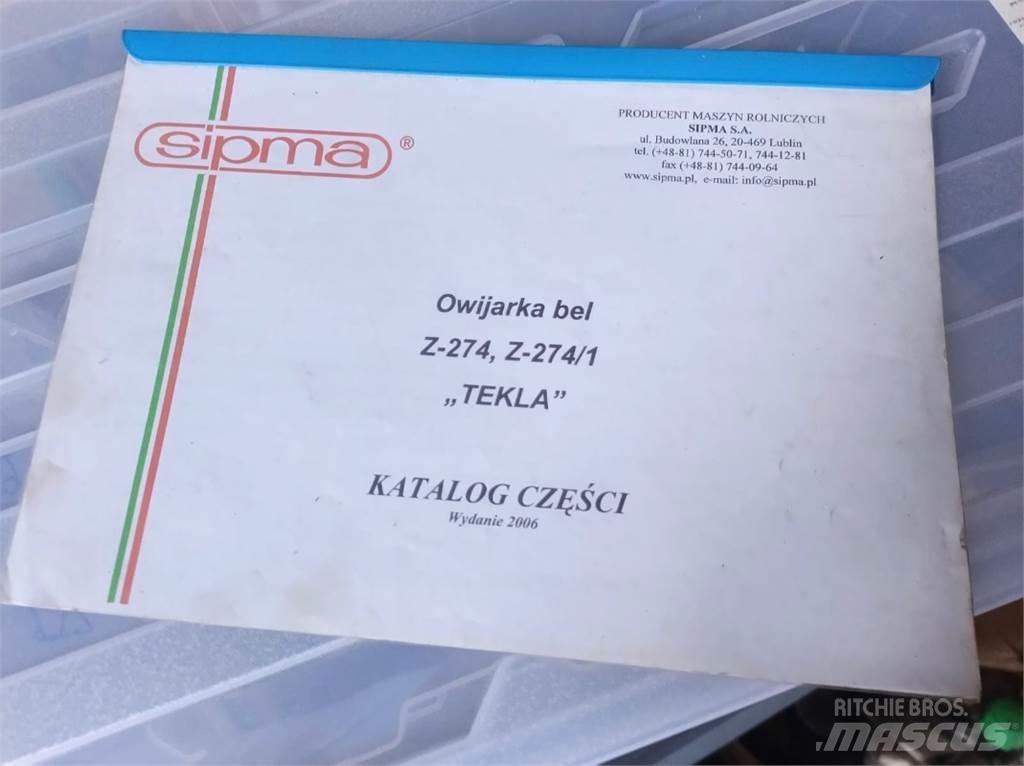 sipma ®
PRODUCENT MASZYN ROLNICZYCH
SIPMA S.A.
ul. Budowlana 26, 20-469 Lublin
tel. (+48-81) 744-50-71, 744-12-81
fax (+48-81) 744-09-64
www.sipma.pl, e-mail: info@sipma.pl
Owijarka bel
Z-274, Z-274/1
„TEKLA”
KATALOG CZĘŚCI
Wydanie 2006
RITCHIE BROS.
MASCUS